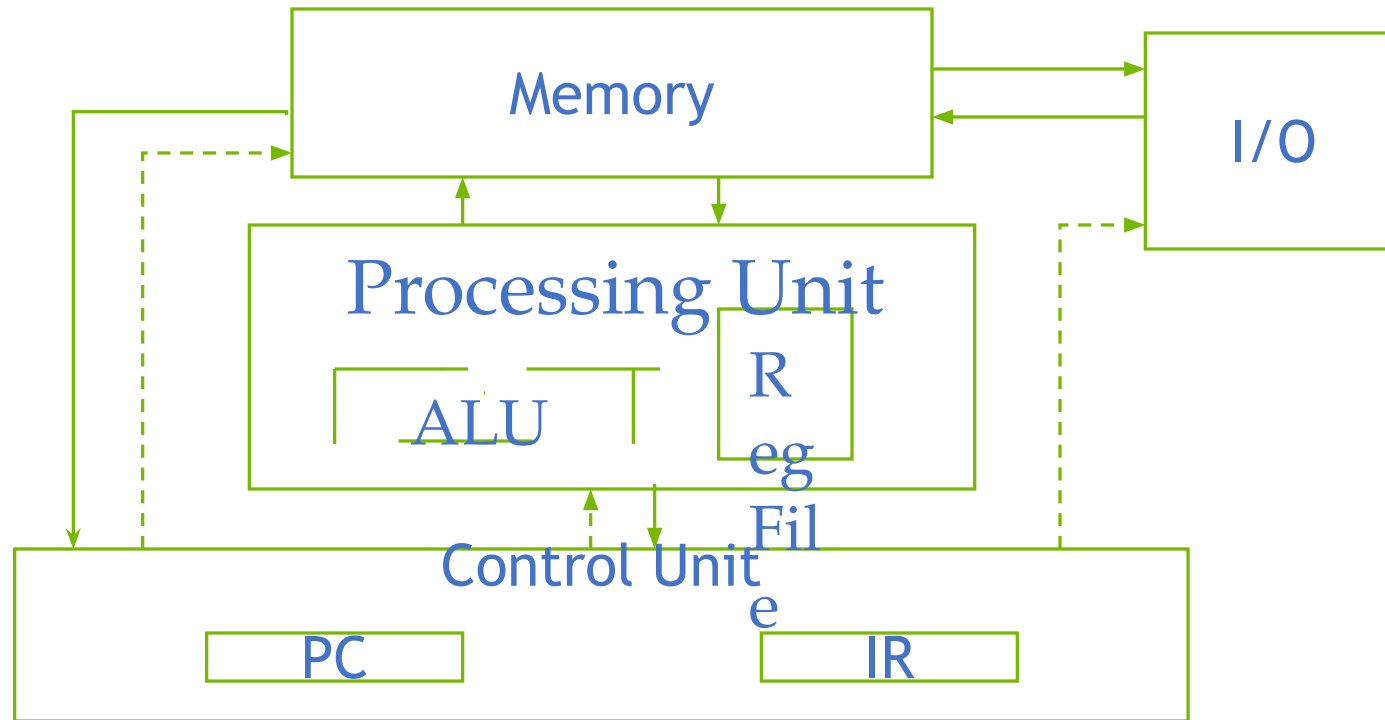 Memory
I/O
Processing Unit
ALU
R
eg
Fil
e
Control Unit
PC
IR